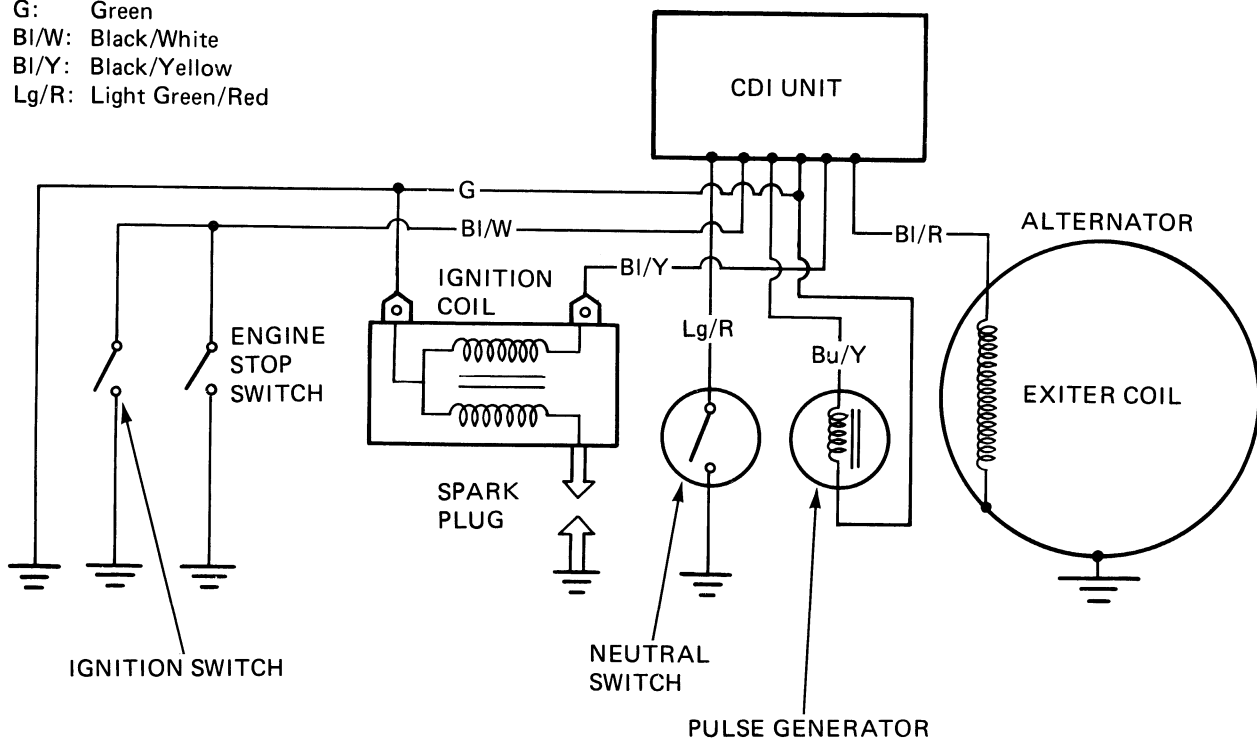 G: Green
Bl/W: Black/White
Bl/Y: Black/Yellow
Lg/R: Light Green/Red
CDI UNIT
G
Bl/W
Bl/R
ALTERNATOR
Bl/Y
IGNITION
COIL
Lg/R
ENGINE
STOP
SWITCH
Bu/Y
EXITER COIL
SPARK
PLUG
IGNITION SWITCH
NEUTRAL
SWITCH
PULSE GENERATOR